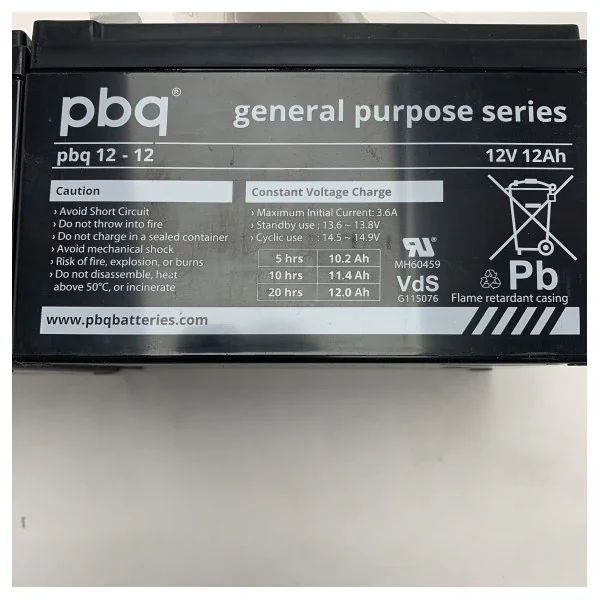 pbq®
general purpose series
pbq 12 - 12
12V 12Ah
Caution
› Avoid Short Circuit
› Do not throw into fire
› Do not charge in a sealed container
› Avoid mechanical shock
› Risk of fire, explosion, or burns
› Do not disassemble, heat
above 50°C, or incinerate
Constant Voltage Charge
› Maximum Initial Current: 3.6A
› Standby use : 13.6 ~ 13.8V
› Cyclic use : 14.5 ~ 14.9V
5 hrs 10.2 Ah
10 hrs 11.4 Ah
20 hrs 12.0 Ah
MH60459
VdS
G115076
Pb
Flame retardant casing
www.pbqbatteries.com